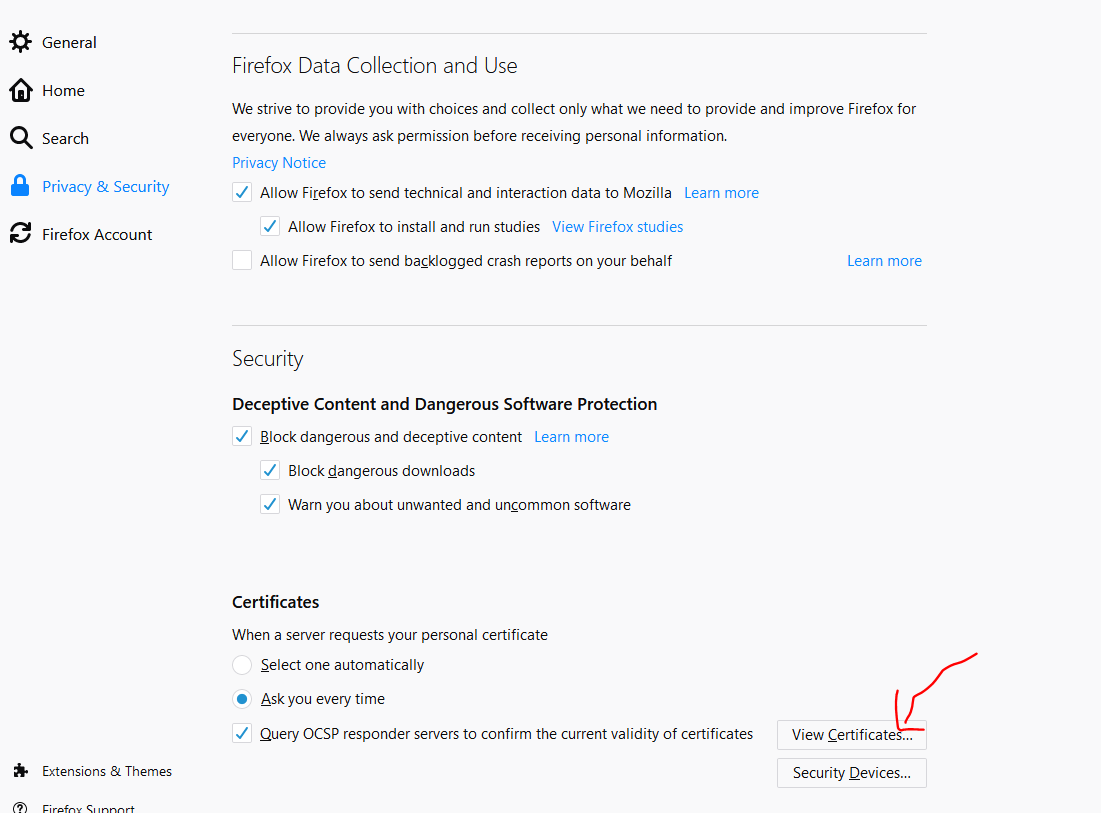 General
Home
Search
Privacy & Security
Firefox Account
Firefox Data Collection and Use
We strive to provide you with choices and collect only what we need to provide and improve Firefox for
everyone. We always ask permission before receiving personal information.
Privacy Notice
Allow Firefox to send technical and interaction data to Mozilla Learn more
Allow Firefox to install and run studies View Firefox studies
Allow Firefox to send backlogged crash reports on your behalf Learn more
Security
Deceptive Content and Dangerous Software Protection
Block dangerous and deceptive content Learn more
Block dangerous downloads
Warn you about unwanted and uncommon software
Certificates
When a server requests your personal certificate
Select one automatically
Ask you every time
Query OCSP responder servers to confirm the current validity of certificates
View Certificates...
Security Devices...
Extensions & Themes
Firefox Support